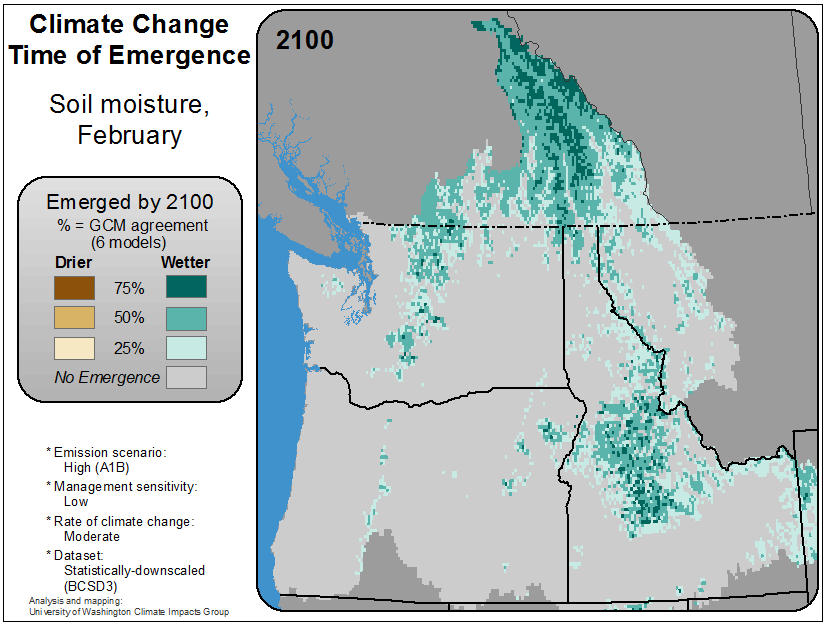 Climate Change
Time of Emergence
Soil moisture,
February
Emerged by 2100
% = GCM agreement
(6 models)
Drier Wetter
75%
50%
25%
No Emergence
* Emission scenario:
High (A1B)
* Management sensitivity:
Low
* Rate of climate change:
Moderate
* Dataset:
Statistically-downscaled
(BCSD3)
Analysis and mapping:
University of Washington Climate Impacts Group
2100